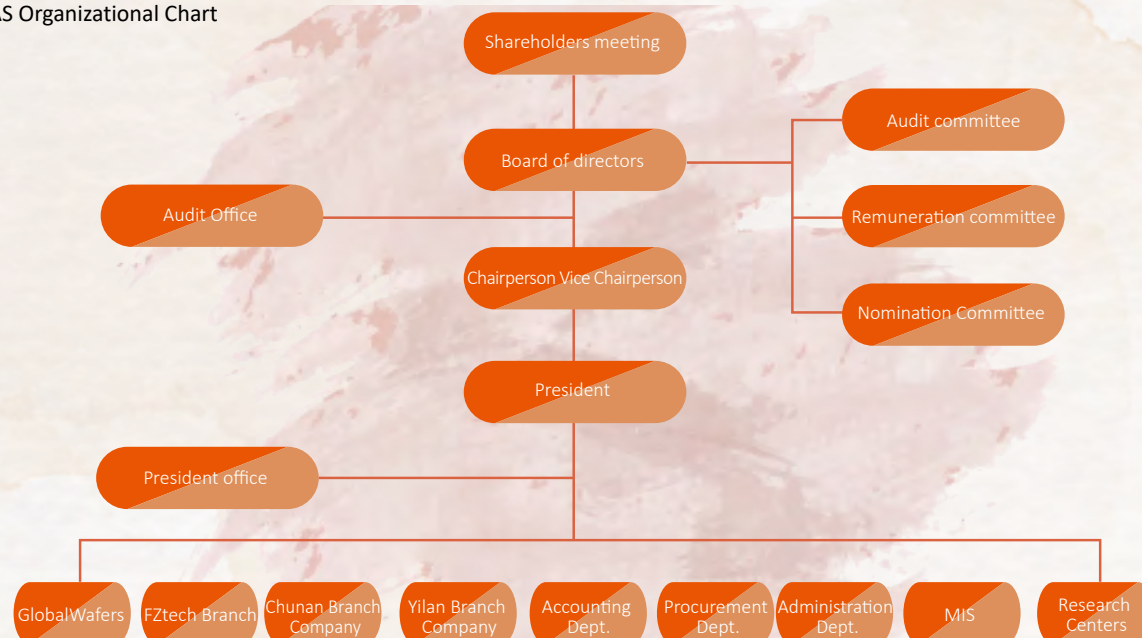 AS Organizational Chart
Shareholders meeting
Audit committee
Board of directors
Audit Office
Remuneration committee
Chairperson Vice Chairperson
Nomination Committee
President
President office
GlobalWafers
FZtech Branch
Chunan Branch
Company
Yilan Branch
Company
Accounting
Dept.
Procurement
Dept.
Administration
Dept.
MIS
Research
Centers